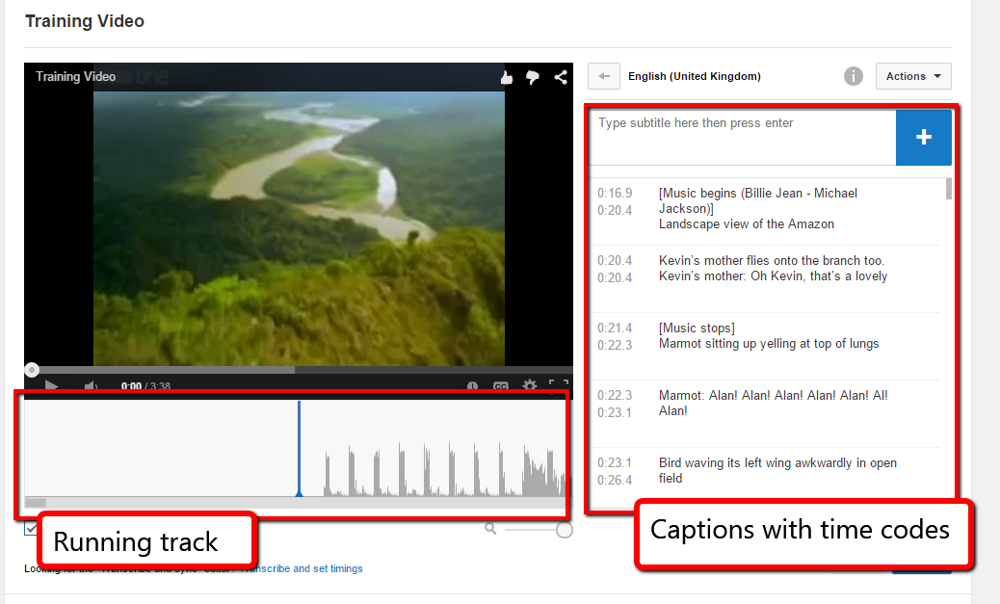 Training Video
Training Video
English (United Kingdom)
i
Actions
Type subtitle here then press enter
+
0:16.9
0:20.4
[Music begins (Billie Jean - Michael
Jackson)]
Landscape view of the Amazon
0:20.4
0:20.4
Kevin's mother flies onto the branch too.
Kevin's mother: Oh Kevin, that's a lovely
0:21.4
0:22.3
[Music stops]
Marmot sitting up yelling at top of lungs
0:22.3
0:23.1
Marmot: Alan! Alan! Alan! Alan! Alan! Al!
Alan!
0:23.1
0:26.4
Bird waving its left wing awkwardly in open
field
0:00 / 3:38
CC
Running track
Captions with time codes
Looking for the "Transcribe and sync" Transcribe and set timings